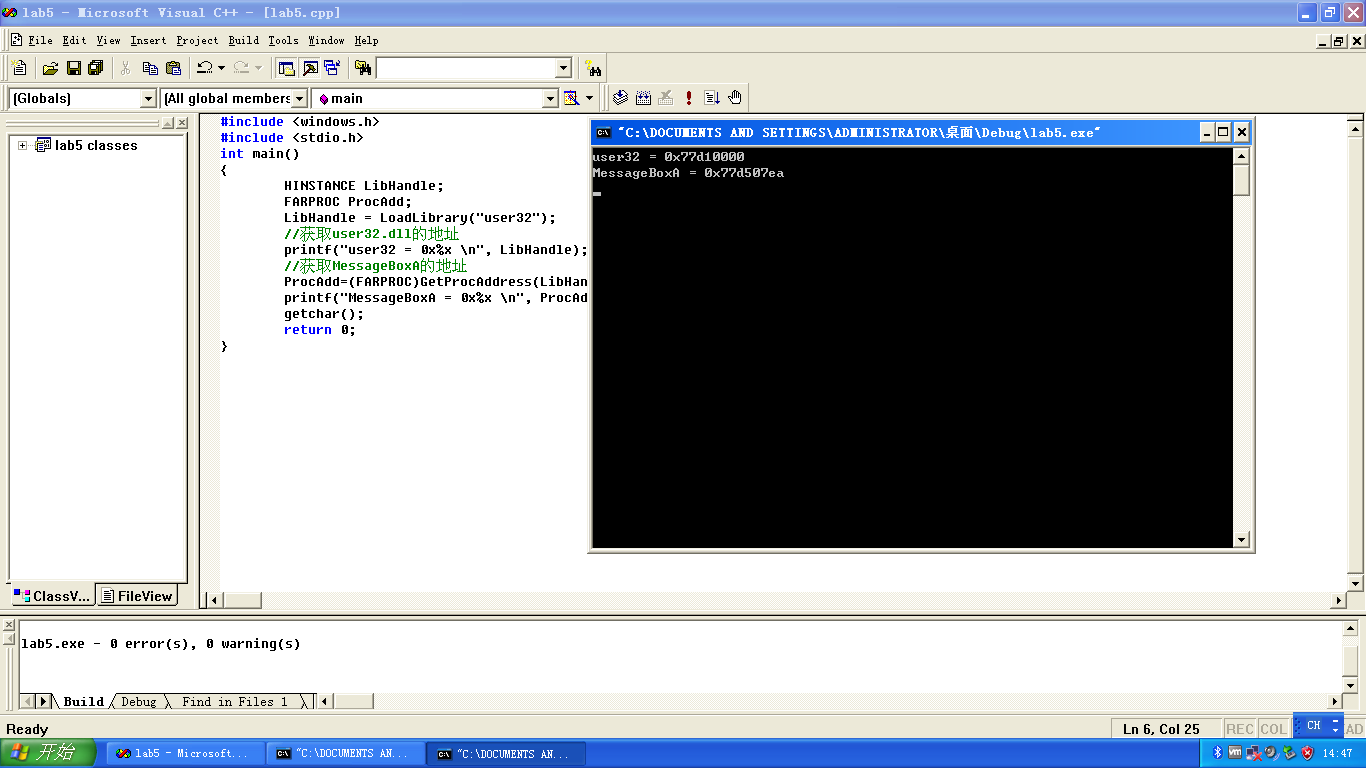 lab5 - Microsoft Visual C++ - [lab5.cpp]
File Edit View Insert Project Build Tools Window Help
(Globals) (All global members main
lab5 classes
#include <windows.h>
#include <stdio.h>
int main()
{
HINSTANCE LibHandle;
FARPROC ProcAdd;
LibHandle = LoadLibrary("user32");
//获取user32.dll的地址
printf("user32 = 0x%x \n", LibHandle);
//获取MessageBoxA的地址
ProcAdd=(FARPROC)GetProcAddress(LibHan
printf("MessageBoxA = 0x%x \n", ProcAd
getchar();
return 0;
}
"C:\DOCUMENTS AND SETTINGS\ADMINISTRATOR\桌面\Debug\lab5.exe"
user32 = 0x77d10000
MessageBoxA = 0x77d507ea
ClassV... FileView
lab5.exe - 0 error(s), 0 warning(s)
Build Debug Find in Files 1
Ready Ln 6, Col 25 REC COL CH AD
开始 lab5 - Microsoft... "C:\DOCUMENTS AN... "C:\DOCUMENTS AN... 14:47